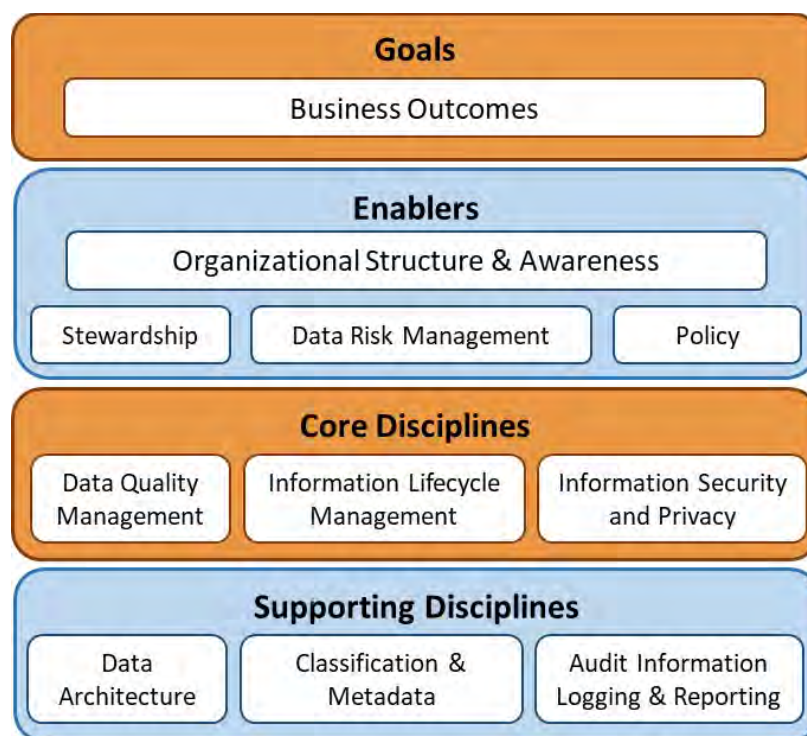 Goals
Business Outcomes
Enablers
Organizational Structure & Awareness
Stewardship
Data Risk Management
Policy
Core Disciplines
Data Quality
Management
Information Lifecycle
Management
Information Security
and Privacy
Supporting Disciplines
Data
Architecture
Classification &
Metadata
Audit Information
Logging & Reporting